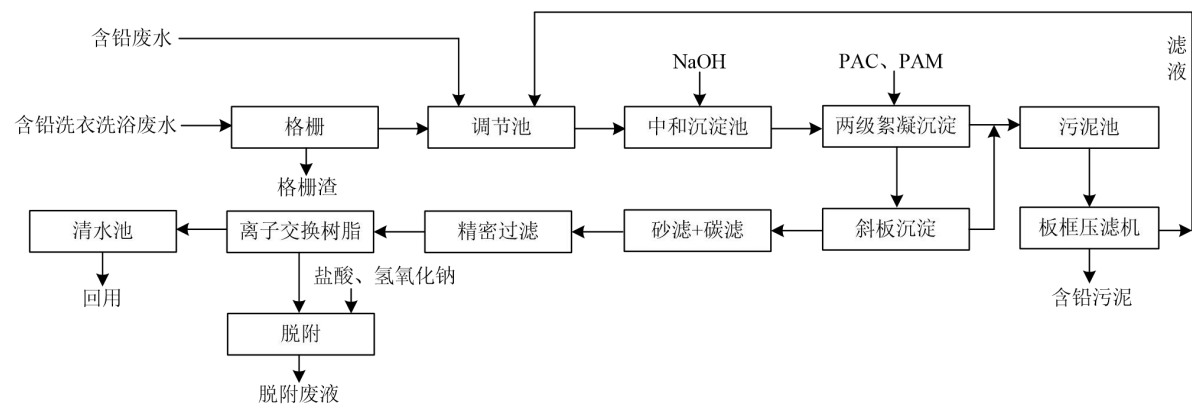 含铅废水
滤液
NaOH
PAC、PAM
含铅洗衣洗浴废水
格栅
调节池
中和沉淀池
两级絮凝沉淀
污泥池
格栅渣
清水池
离子交换树脂
精密过滤
砂滤+碳滤
斜板沉淀
板框压滤机
回用
盐酸、氢氧化钠
含铅污泥
脱附
脱附废液